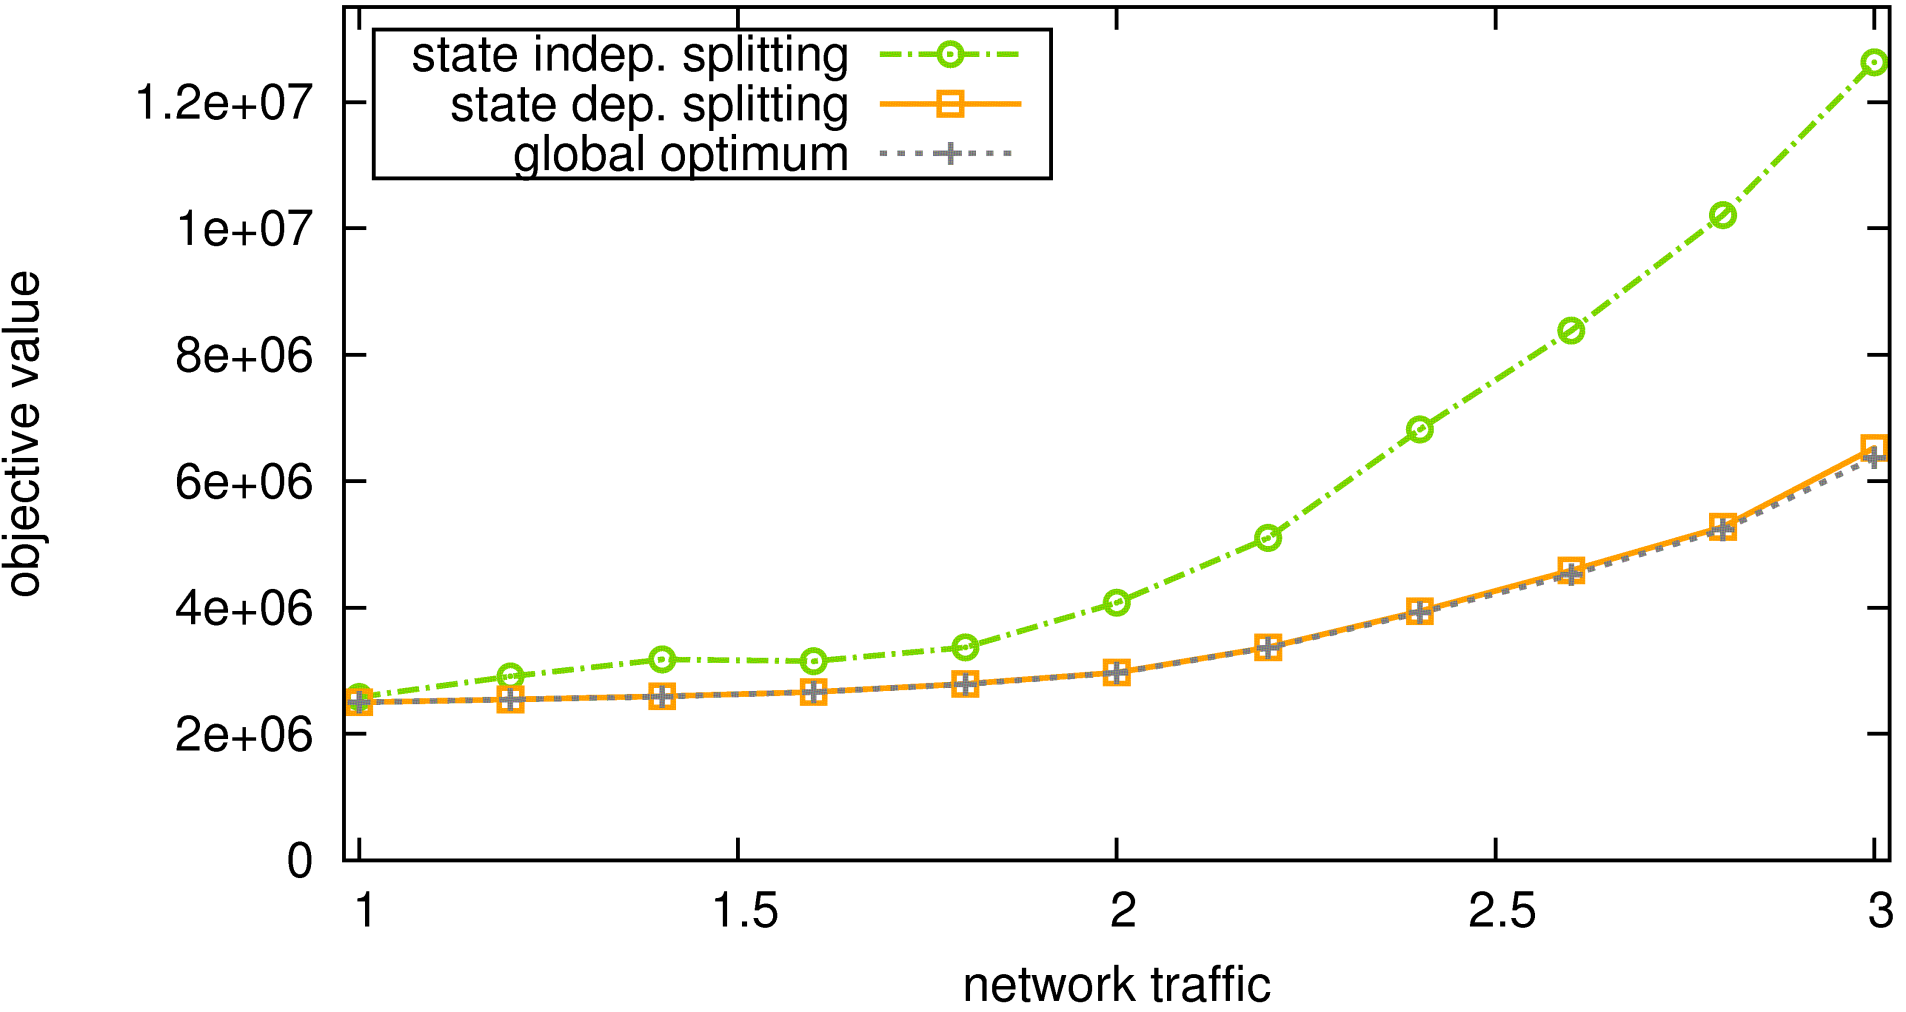 state indep. splitting
state dep. splitting
global optimum
1.2e+07
1e+07
8e+06
6e+06
4e+06
2e+06
0
objective value
1 1.5 2 2.5 3
network traffic